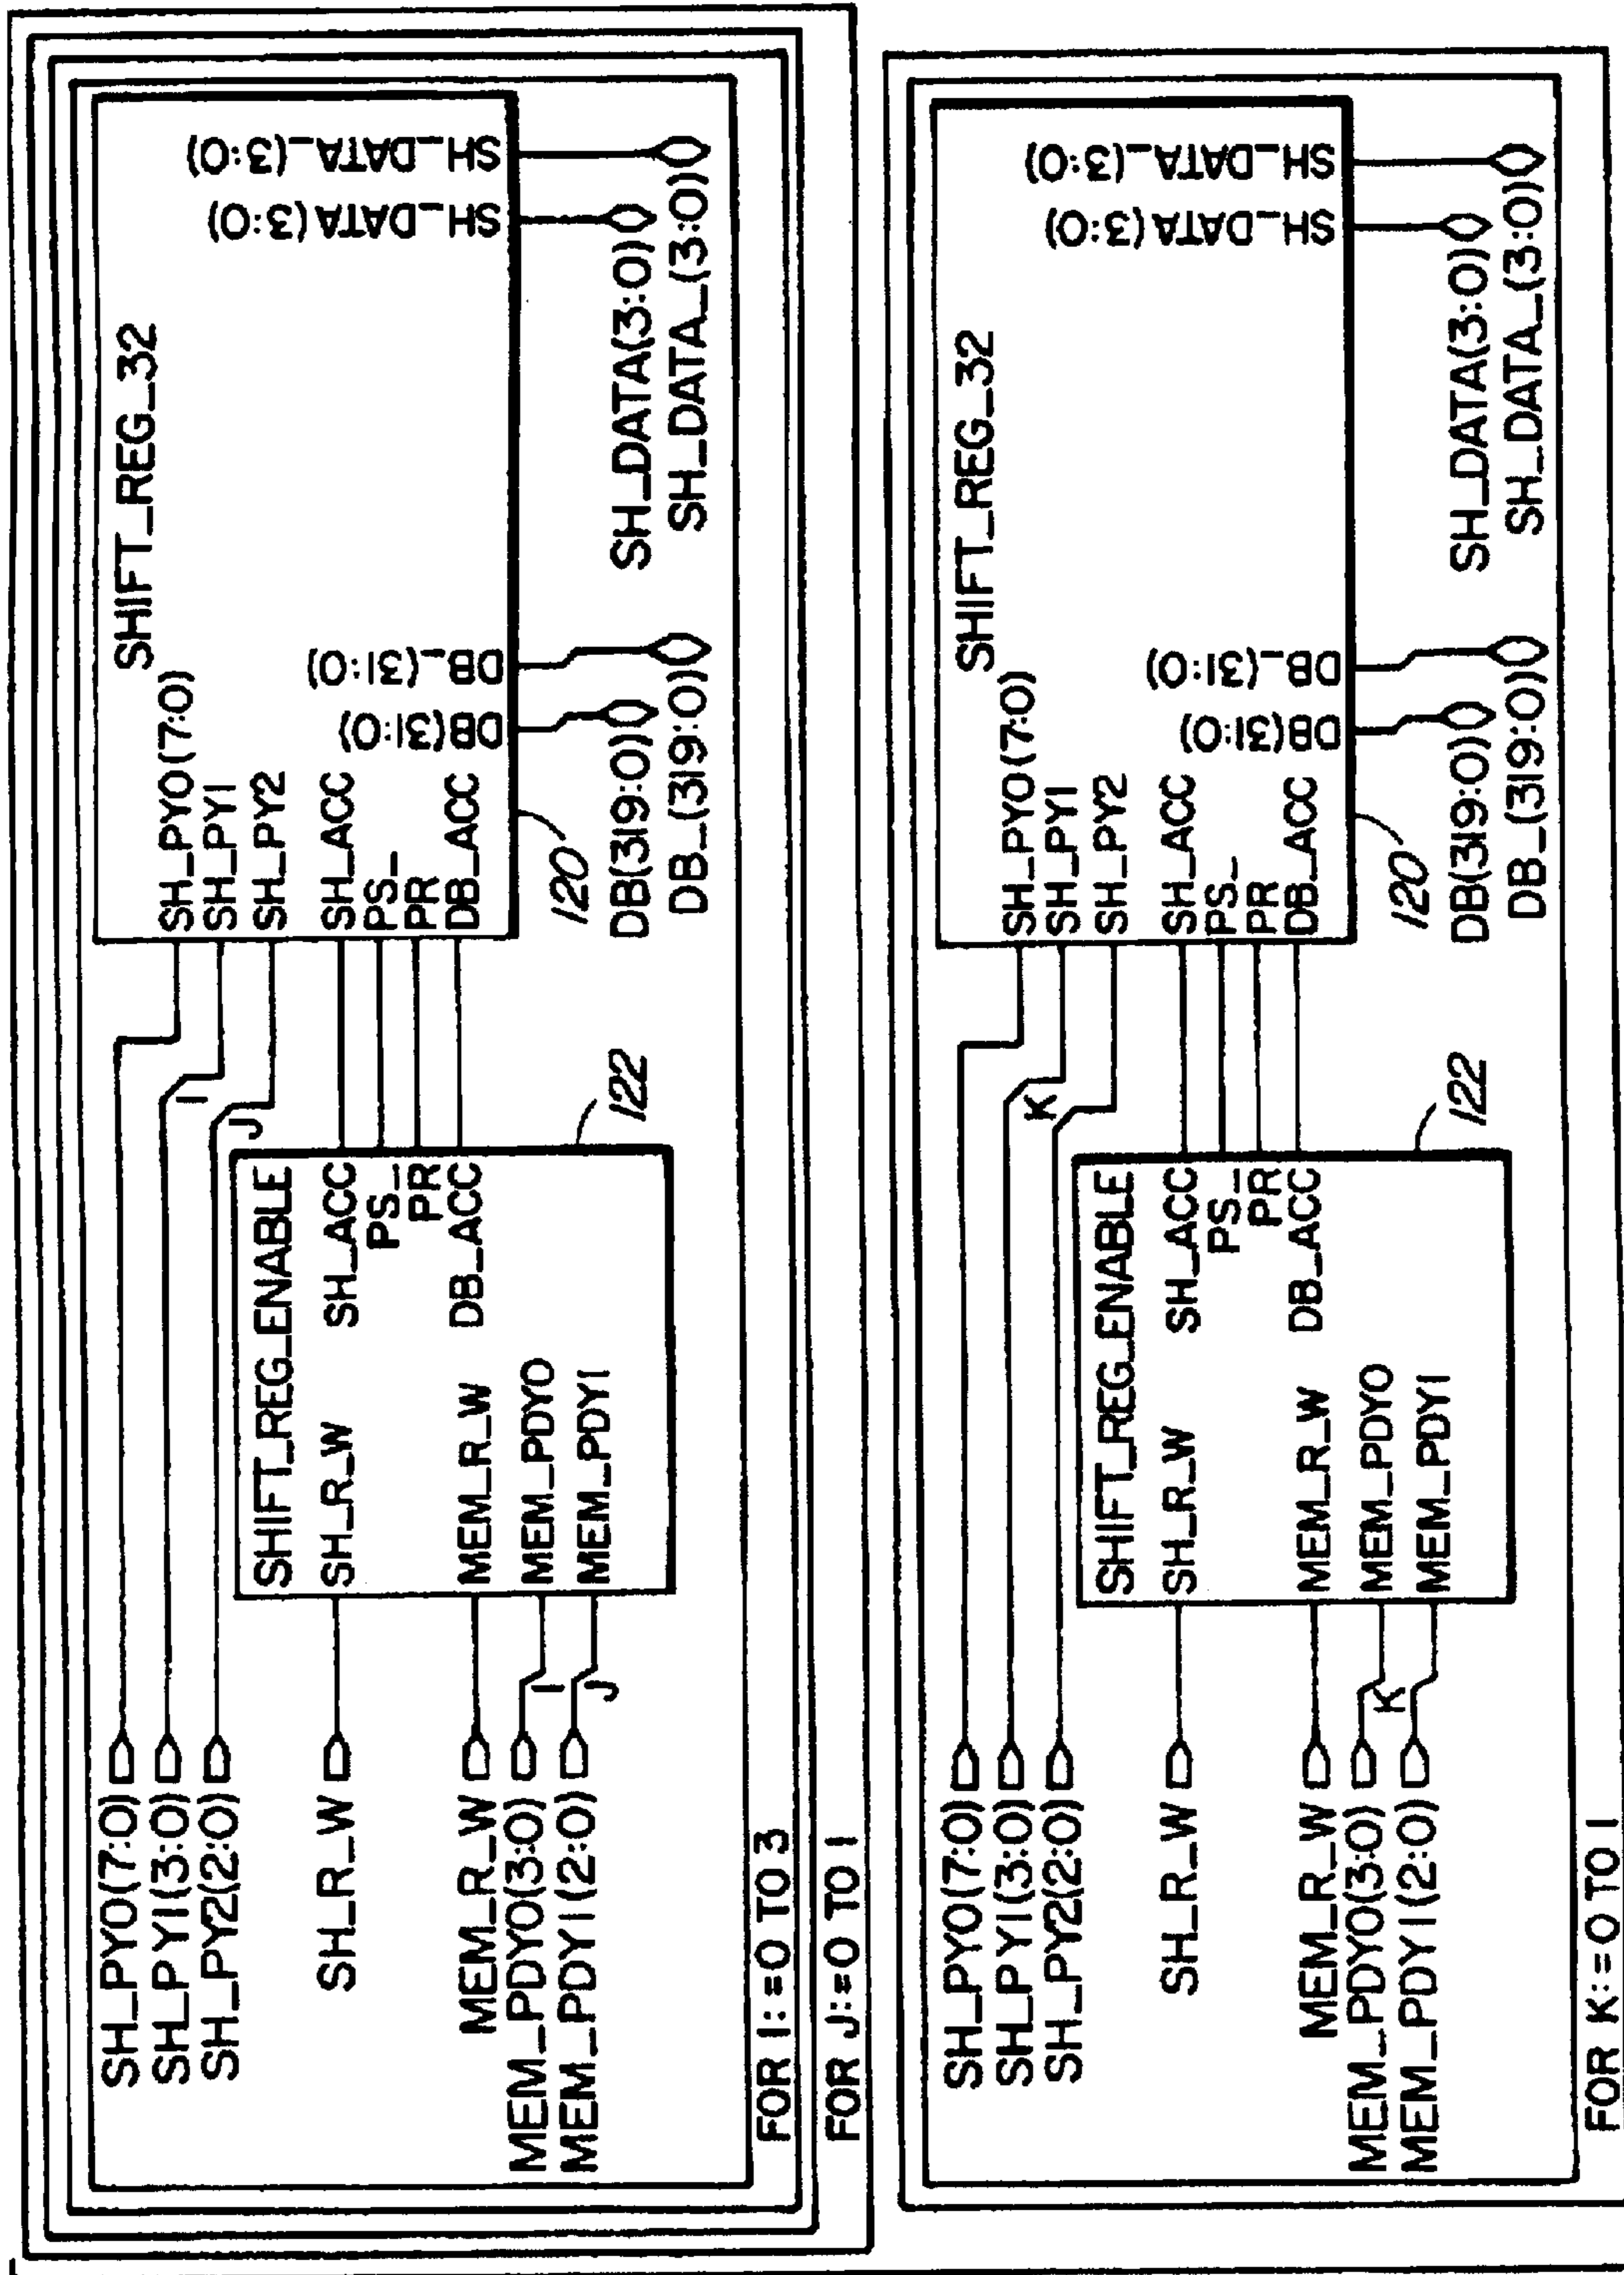 SHIFT_REG_32
SH_PY0(7:0)
SH_PY1
SH_PY2
SH_ACC
PS_
PR
DB_ACC
DB(31:0)
DB_(31:0)
SH_DATA(3:0)
SH_DATA_(3:0)
120
DB(319:0)
DB_(319:0)
SH_DATA(3:0)
SH_DATA_(3:0)
I
J
122
SHIFT_REG_ENABLE
SH_R_W
SH_ACC
PS_
PR
MEM_R_W
DB_ACC
MEM_PDY0
MEM_PDY1
I
J
SH_PY0(7:0)
SH_PY1(3:0)
SH_PY2(2:0)
SH_R_W
MEM_R_W
MEM_PDY0(3:0)
MEM_PDY1(2:0)
FOR I:=0 TO 3
FOR J:=0 TO 1
SHIFT_REG_32
SH_PY0(7:0)
SH_PY1
SH_PY2
SH_ACC
PS_
PR
DB_ACC
DB(31:0)
DB_(31:0)
SH_DATA(3:0)
SH_DATA_(3:0)
120
DB(319:0)
DB_(319:0)
SH_DATA(3:0)
SH_DATA_(3:0)
K
122
SHIFT_REG_ENABLE
SH_R_W
SH_ACC
PS_
PR
MEM_R_W
DB_ACC
MEM_PDY0
MEM_PDY1
K
SH_PY0(7:0)
SH_PY1(3:0)
SH_PY2(2:0)
SH_R_W
MEM_R_W
MEM_PDY0(3:0)
MEM_PDY1(2:0)
FOR K:=0 TO 1